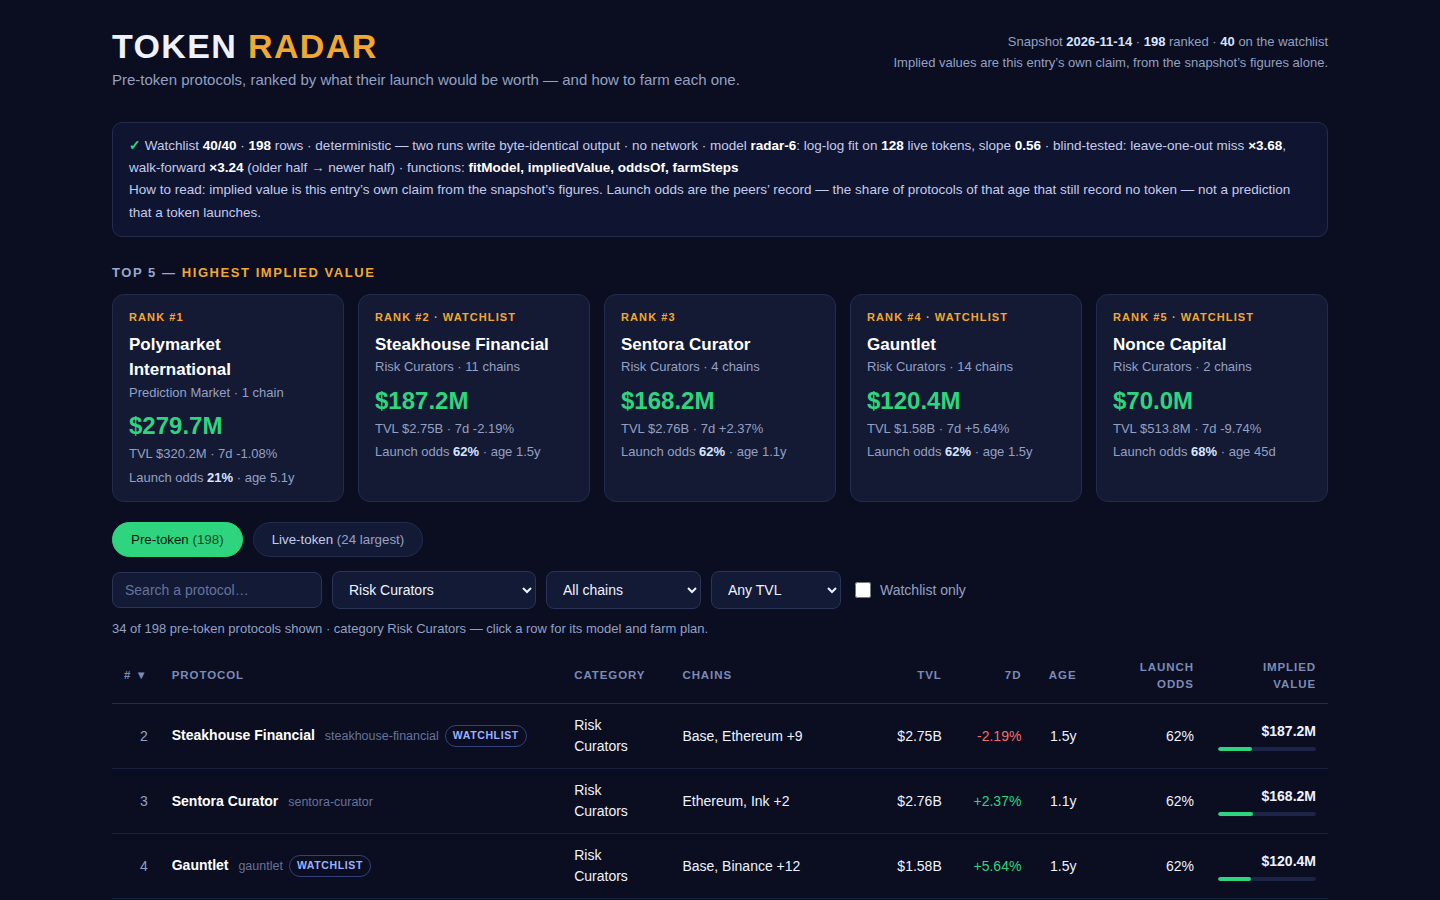 TOKEN RADAR
Pre-token protocols, ranked by what their launch would be worth — and how to farm each one.
Snapshot 2026-11-14 · 198 ranked · 40 on the watchlist
Implied values are this entry’s own claim, from the snapshot’s figures alone.
✓ Watchlist 40/40 · 198 rows · deterministic — two runs write byte-identical output · no network · model radar-6: log-log fit on 128 live tokens, slope 0.56 · blind-tested: leave-one-out miss ×3.68,
walk-forward ×3.24 (older half → newer half) · functions: fitModel, impliedValue, oddsOf, farmSteps
How to read: implied value is this entry’s own claim from the snapshot’s figures. Launch odds are the peers’ record — the share of protocols of that age that still record no token — not a prediction
that a token launches.
TOP 5 — HIGHEST IMPLIED VALUE
RANK #1
Polymarket
International
Prediction Market · 1 chain
$279.7M
TVL $320.2M · 7d -1.08%
Launch odds 21% · age 5.1y
RANK #2 · WATCHLIST
Steakhouse Financial
Risk Curators · 11 chains
$187.2M
TVL $2.75B · 7d -2.19%
Launch odds 62% · age 1.5y
RANK #3
Sentora Curator
Risk Curators · 4 chains
$168.2M
TVL $2.76B · 7d +2.37%
Launch odds 62% · age 1.1y
RANK #4 · WATCHLIST
Gauntlet
Risk Curators · 14 chains
$120.4M
TVL $1.58B · 7d +5.64%
Launch odds 62% · age 1.5y
RANK #5 · WATCHLIST
Nonce Capital
Risk Curators · 2 chains
$70.0M
TVL $513.8M · 7d -9.74%
Launch odds 68% · age 45d
Pre-token (198)
Live-token (24 largest)
Search a protocol…
Risk Curators
All chains
Any TVL
Watchlist only
34 of 198 pre-token protocols shown · category Risk Curators — click a row for its model and farm plan.
# ▼ PROTOCOL CATEGORY CHAINS TVL 7D AGE LAUNCH ODDS IMPLIED VALUE
2 Steakhouse Financial steakhouse-financial WATCHLIST Risk Curators Base, Ethereum +9 $2.75B -2.19% 1.5y 62% $187.2M
3 Sentora Curator sentora-curator Risk Curators Ethereum, Ink +2 $2.76B +2.37% 1.1y 62% $168.2M
4 Gauntlet gauntlet WATCHLIST Risk Curators Base, Binance +12 $1.58B +5.64% 1.5y 62% $120.4M